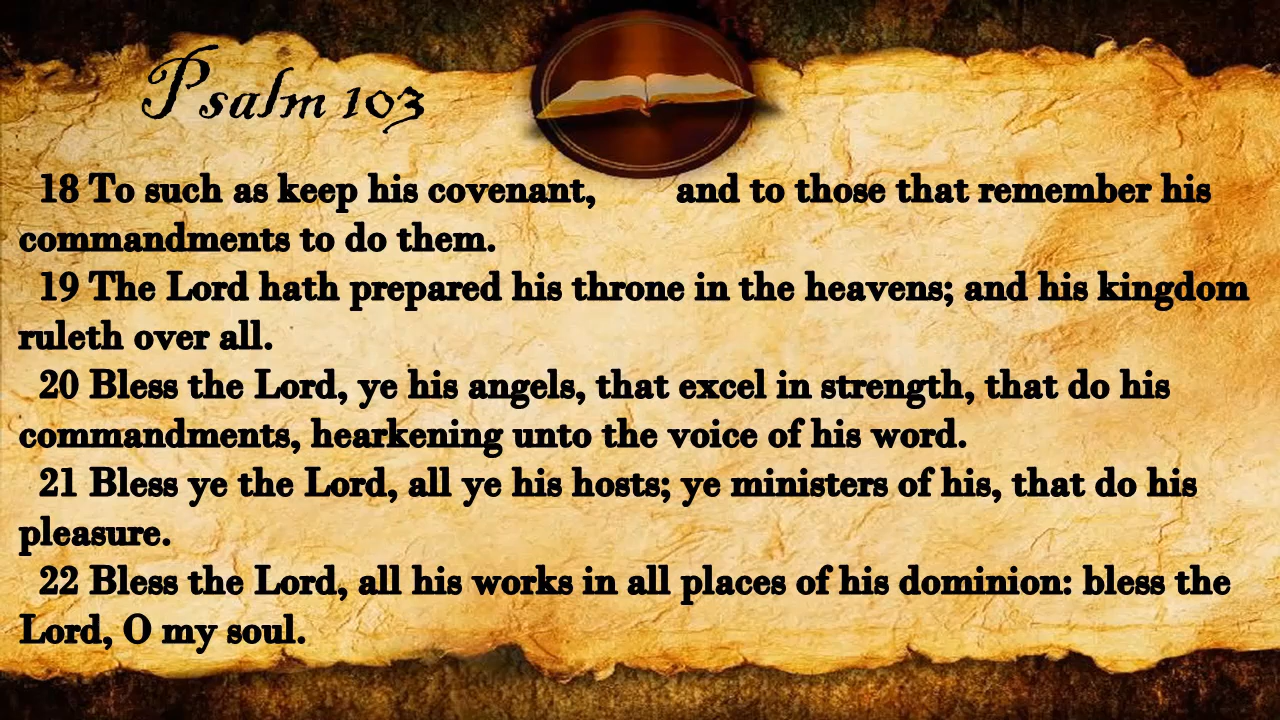 Psalm 103
18 To such as keep his covenant, and to those that remember his
commandments to do them.
19 The Lord hath prepared his throne in the heavens; and his kingdom
ruleth over all.
20 Bless the Lord, ye his angels, that excel in strength, that do his
commandments, hearkening unto the voice of his word.
21 Bless ye the Lord, all ye his hosts; ye ministers of his, that do his
pleasure.
22 Bless the Lord, all his works in all places of his dominion: bless the
Lord, O my soul.